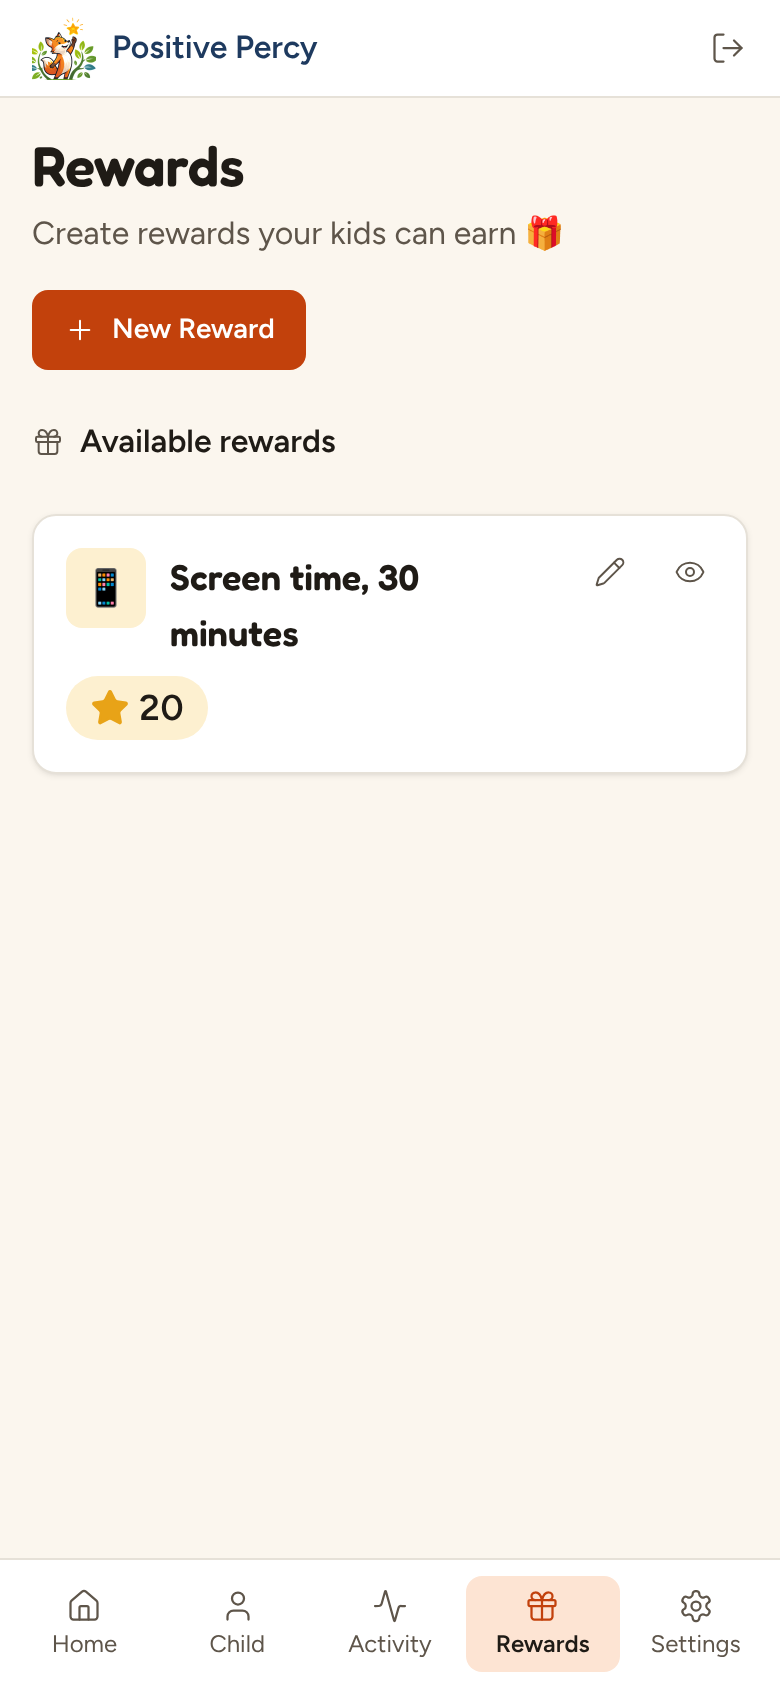 Positive Percy
Rewards
Create rewards your kids can earn 🎁
New Reward
Available rewards
Screen time, 30
minutes
20
Home
Child
Activity
Rewards
Settings